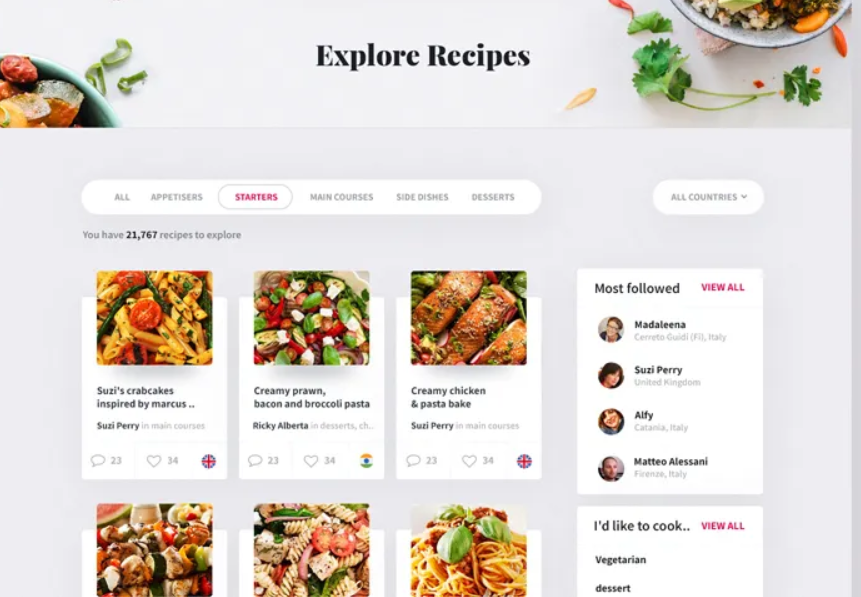 Explore Recipes
ALL APPETISERS STARTERS MAIN COURSES SIDE DISHES DESSERTS
ALL COUNTRIES
You have 21,767 recipes to explore
Suzi's crabcakes
inspired by marcus ..
Suzi Perry in main courses
23 34
Creamy prawn,
bacon and broccoli pasta
Ricky Alberta in desserts, ch..
23 34
Creamy chicken
& pasta bake
Suzi Perry in main courses
23 34
Most followed VIEW ALL
Madaleena
Cerreto Guidi (Fi), Italy
Suzi Perry
United Kingdom
Alfy
Catania, Italy
Matteo Alessani
Firenze, Italy
I'd like to cook.. VIEW ALL
Vegetarian
dessert